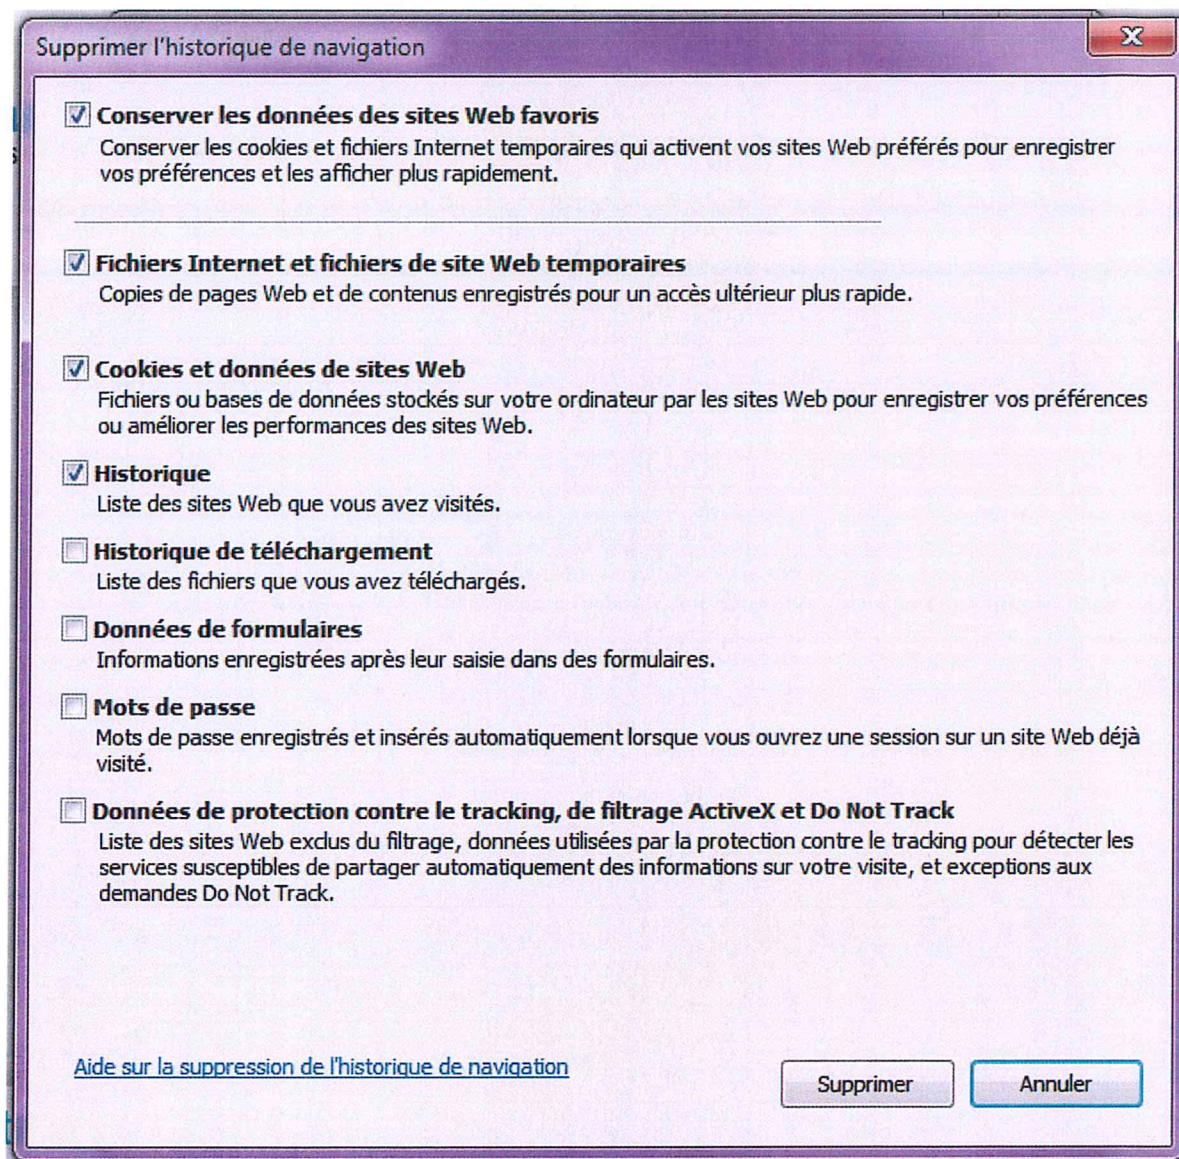 Supprimer l'historique de navigation
Conserver les données des sites Web favoris
Conserver les cookies et fichiers Internet temporaires qui activent vos sites Web préférés pour enregistrer
vos préférences et les afficher plus rapidement.
Fichiers Internet et fichiers de site Web temporaires
Copies de pages Web et de contenus enregistrés pour un accès ultérieur plus rapide.
Cookies et données de sites Web
Fichiers ou bases de données stockés sur votre ordinateur par les sites Web pour enregistrer vos préférences
ou améliorer les performances des sites Web.
Historique
Liste des sites Web que vous avez visités.
Historique de téléchargement
Liste des fichiers que vous avez téléchargés.
Données de formulaires
Informations enregistrées après leur saisie dans des formulaires.
Mots de passe
Mots de passe enregistrés et insérés automatiquement lorsque vous ouvrez une session sur un site Web déjà
visité.
Données de protection contre le tracking, de filtrage ActiveX et Do Not Track
Liste des sites Web exclus du filtrage, données utilisées par la protection contre le tracking pour détecter les
services susceptibles de partager automatiquement des informations sur votre visite, et exceptions aux
demandes Do Not Track.
Aide sur la suppression de l'historique de navigation
Supprimer
Annuler